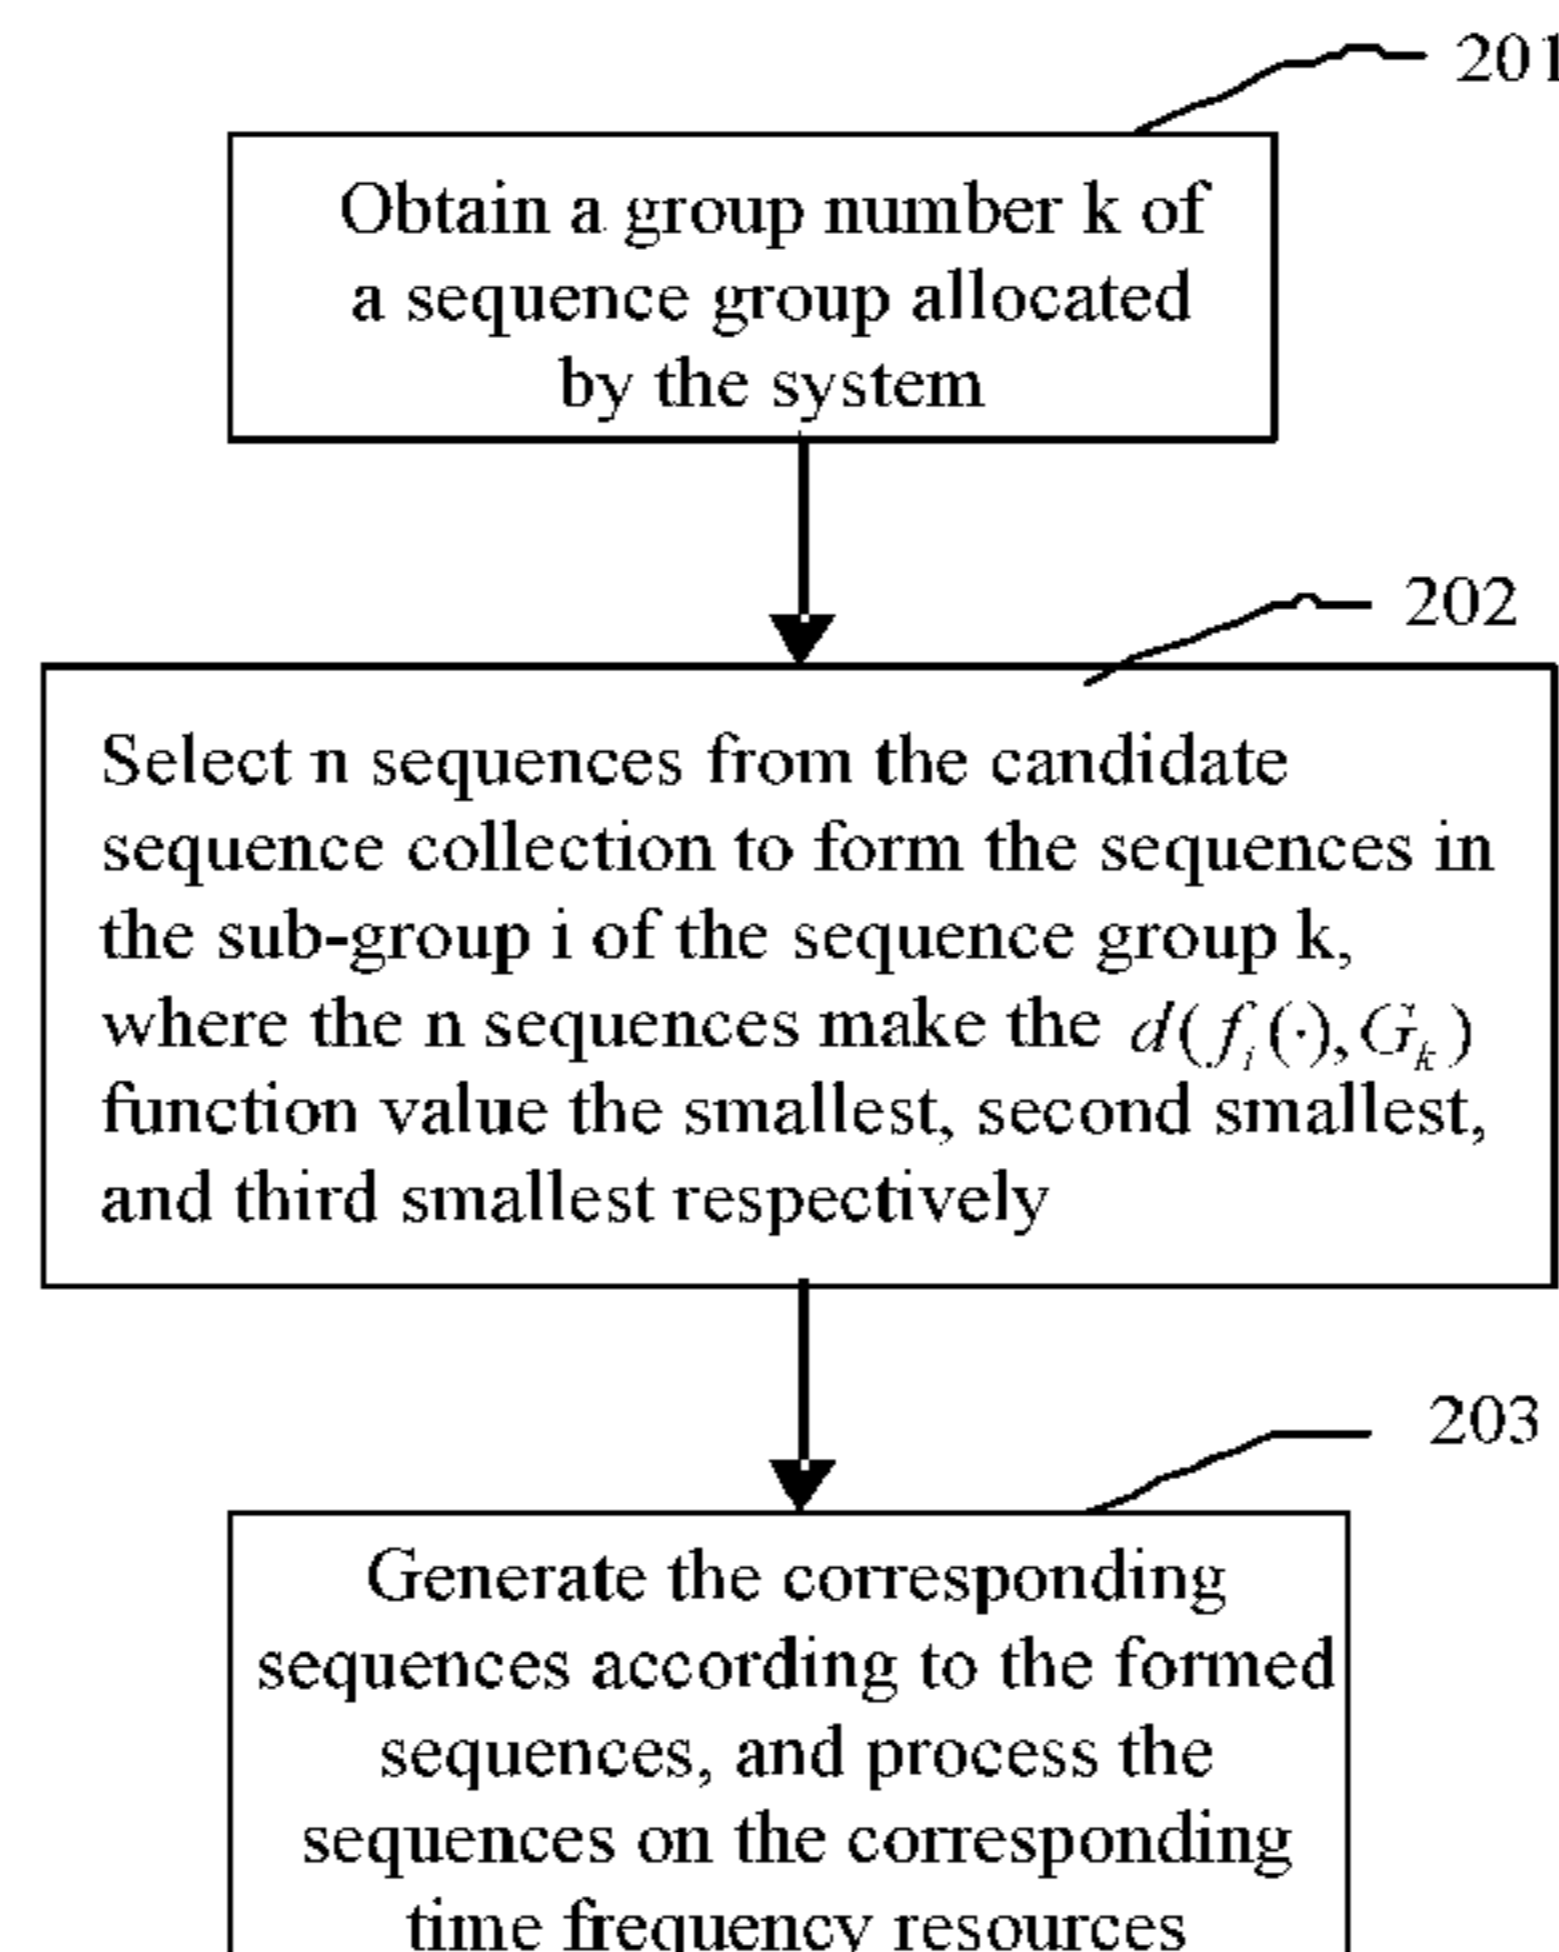 201
Obtain a group number k of
a sequence group allocated
by the system
202
Select n sequences from the candidate
sequence collection to form the sequences in
the sub-group i of the sequence group k,
where the n sequences make the d(f_i(·), G_k)
function value the smallest, second smallest,
and third smallest respectively
203
Generate the corresponding
sequences according to the formed
sequences, and process the
sequences on the corresponding
time frequency resources